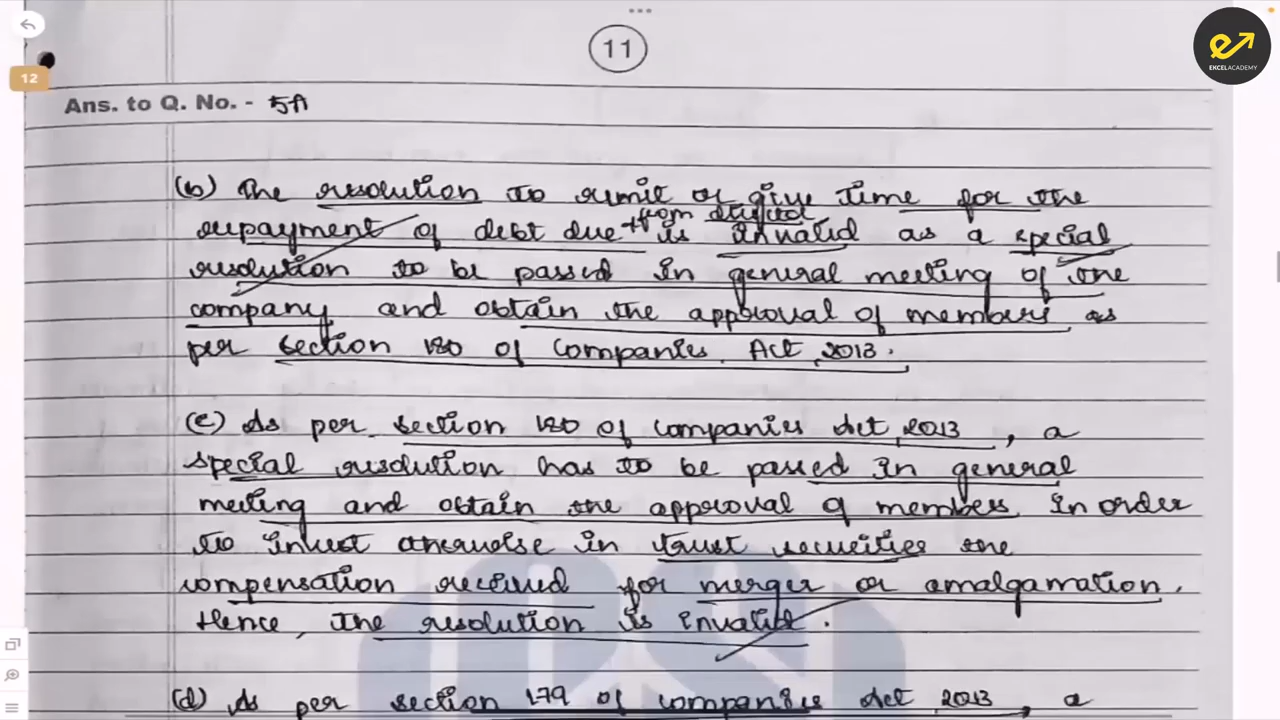 11
EKCELACADEMY
12
Ans. to Q. No. - 5A
(b) The resolution to remit or give time for the
from director
repayment of debt due is invalid as a special
resolution to be passed in general meeting of the
company and obtain the approval of members as
per section 180 of Companies Act, 2013.
(c) As per section 180 of Companies Act, 2013, a
special resolution has to be passed in general
meeting and obtain the approval of members in order
to invest otherwise in trust securities the
compensation received for merger or amalgamation.
Hence, the resolution is invalid.
(d) As per section 179 of Companies Act 2013, a